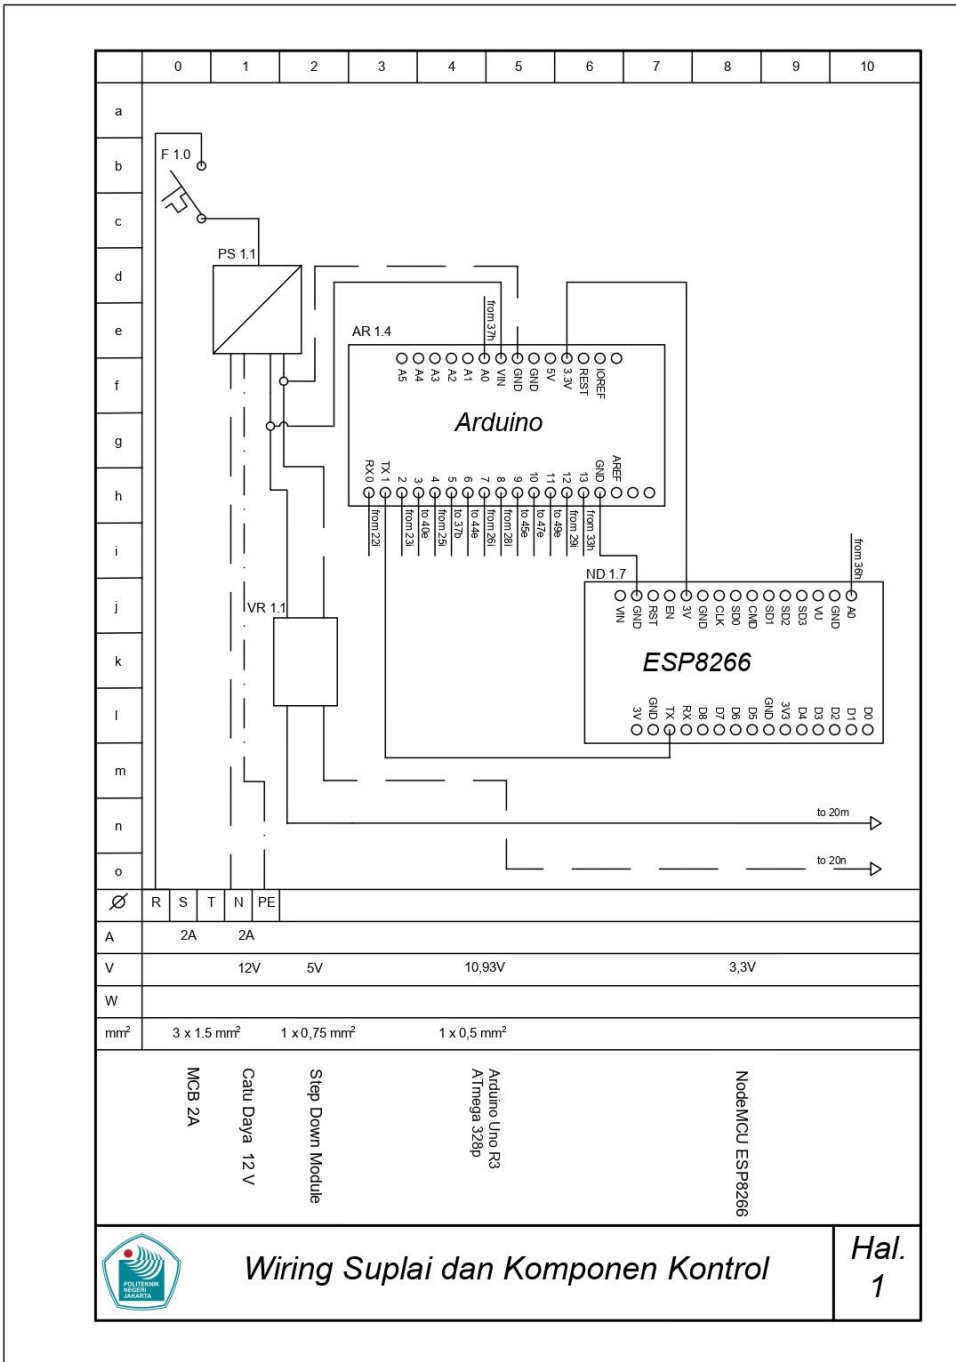 0 1 2 3 4 5 6 7 8 9 10
a
b
c
d
e
f
g
h
i
j
k
l
m
n
o
F 1.0
PS 1.1
AR 1.4
from 37h
A5 A4 A3 A2 A1 A0 VIN GND GND 5V 3.3V REST IOREF
Arduino
RX 0 TX 1 2 3 4 5 6 7 8 9 10 11 12 13 GND AREF
from 22i
from 23i
to 40e
from 25i
to 37b
to 44e
from 26i
from 28i
to 45e
to 47e
to 49e
from 29i
from 33h
ND 1.7
from 36h
VIN GND RST EN 3V GND CLK SD0 CMD SD1 SD2 SD3 VU GND A0
ESP8266
3V GND TX RX D8 D7 D6 D5 GND 3V3 D4 D3 D2 D1 D0
VR 1.1
to 20m
to 20n
Ø R S T N PE
A 2A 2A
V 12V 5V 10,93V 3,3V
W
mm² 3 x 1.5 mm² 1 x 0,75 mm² 1 x 0,5 mm²
MCB 2A
Catu Daya 12 V
Step Down Module
Arduino Uno R3
ATmega 328p
NodeMCU ESP8266
POLITEKNIK
NEGERI
JAKARTA
Wiring Suplai dan Komponen Kontrol
Hal.
1